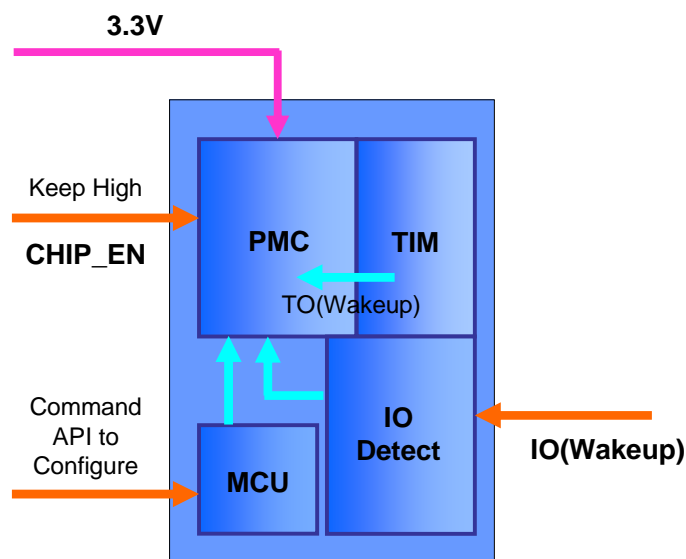 3.3V
Keep High
CHIP_EN
PMC
TIM
TO(Wakeup)
Command
API to
Configure
MCU
IO
Detect
IO(Wakeup)